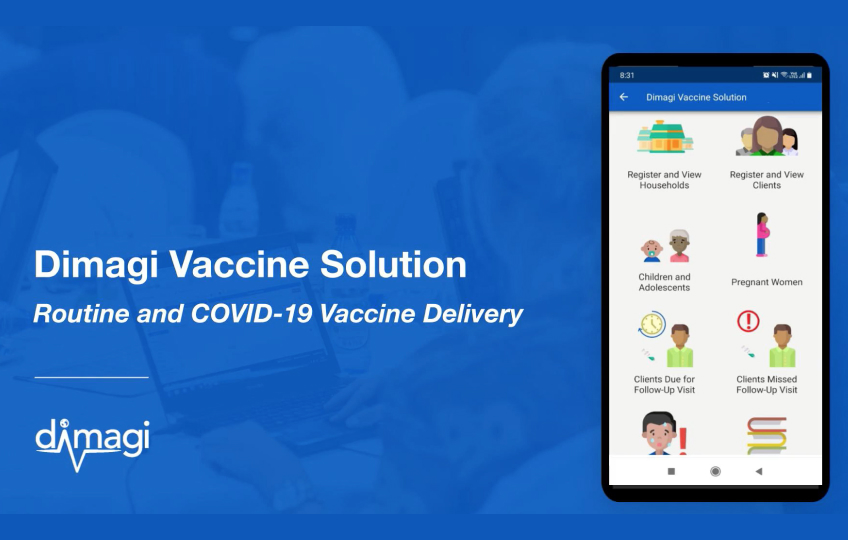 Dimagi Vaccine Solution
Routine and COVID-19 Vaccine Delivery
dimagi
8:31
Dimagi Vaccine Solution
Register and View
Households
Register and View
Clients
Children and
Adolescents
Pregnant Women
Clients Due for
Follow-Up Visit
Clients Missed
Follow-Up Visit